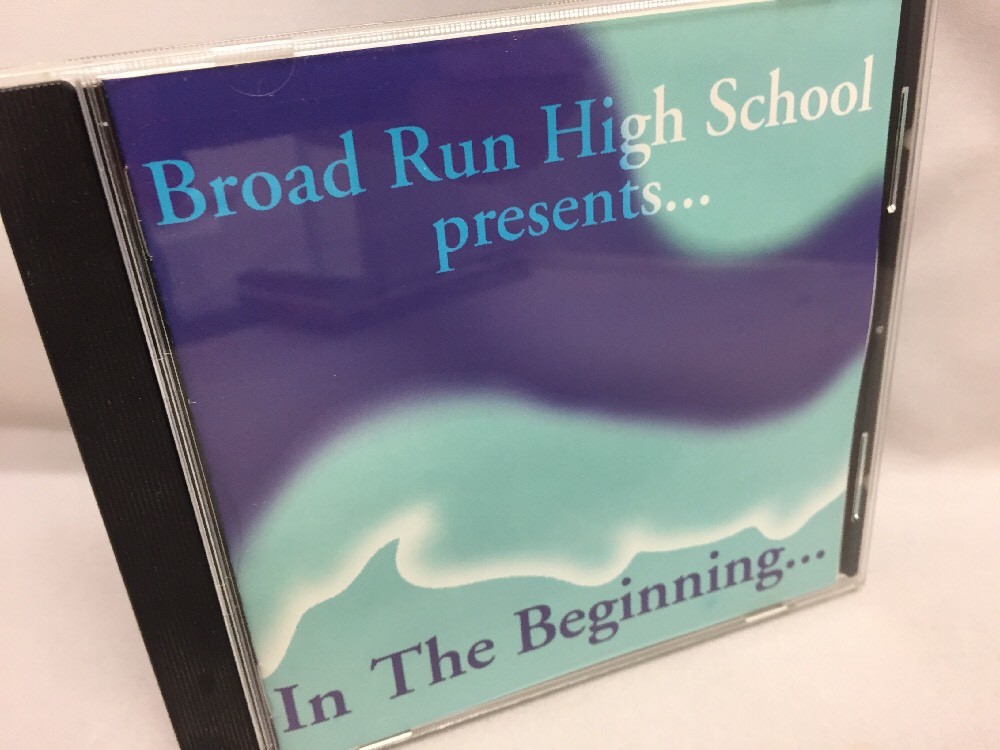 Broad Run High School
presents...
In The Beginning...